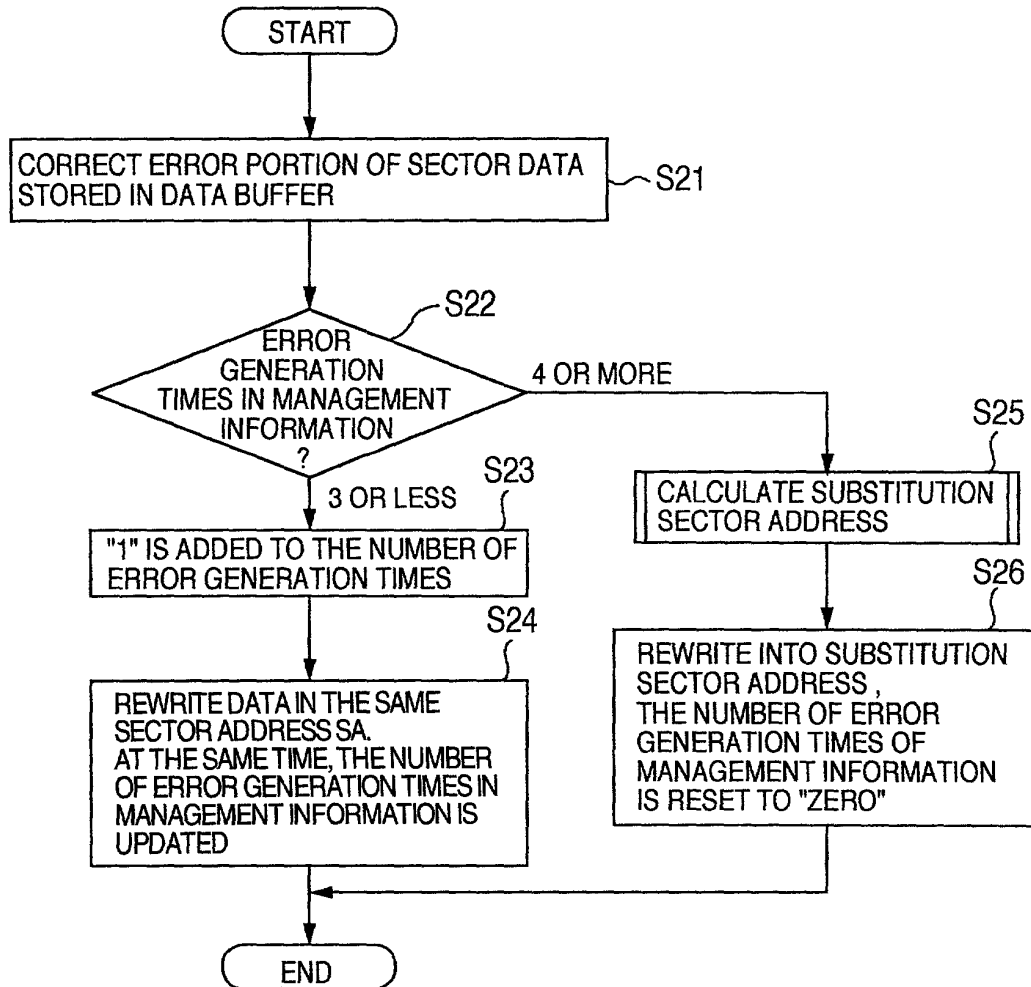 START
CORRECT ERROR PORTION OF SECTOR DATA
STORED IN DATA BUFFER
S21
S22
ERROR
GENERATION
TIMES IN MANAGEMENT
INFORMATION
?
4 OR MORE
3 OR LESS
S23
"1" IS ADDED TO THE NUMBER OF
ERROR GENERATION TIMES
S24
REWRITE DATA IN THE SAME
SECTOR ADDRESS SA.
AT THE SAME TIME, THE NUMBER
OF ERROR GENERATION TIMES IN
MANAGEMENT INFORMATION IS
UPDATED
S25
CALCULATE SUBSTITUTION
SECTOR ADDRESS
S26
REWRITE INTO SUBSTITUTION
SECTOR ADDRESS ,
THE NUMBER OF ERROR
GENERATION TIMES OF
MANAGEMENT INFORMATION
IS RESET TO "ZERO"
END